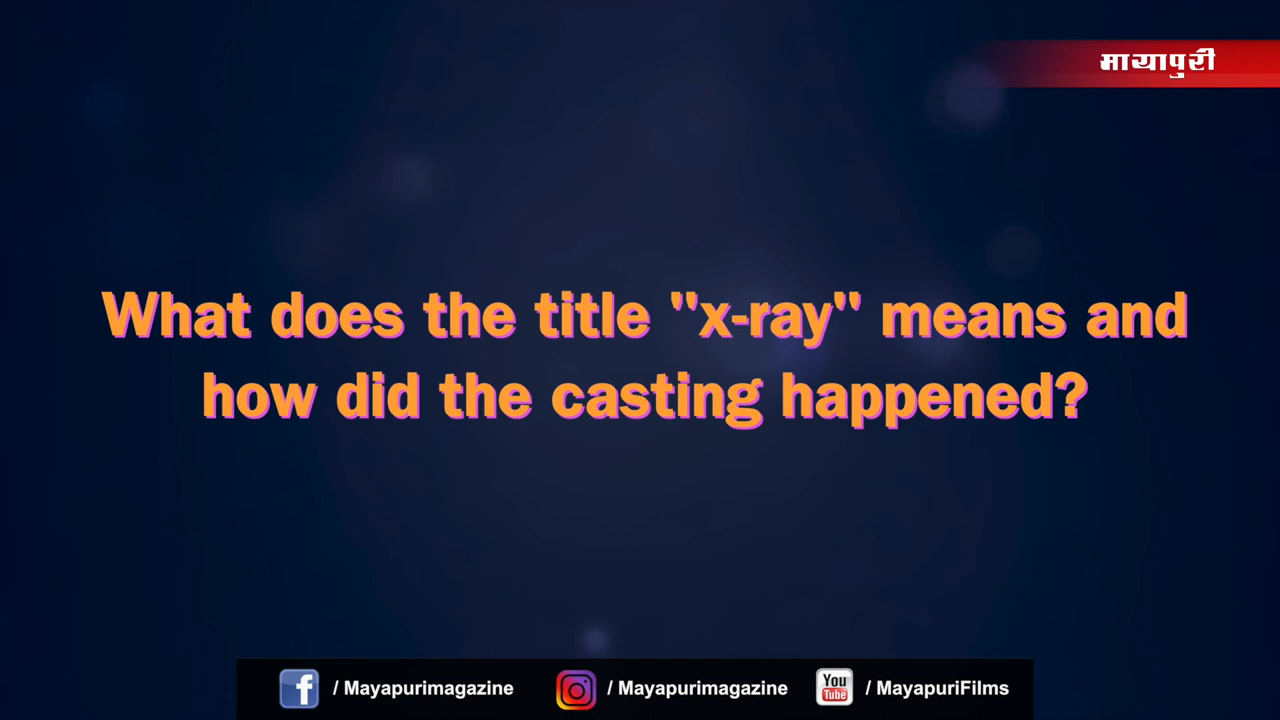 मायापुरी
What does the title "x-ray" means and
how did the casting happened?
/ Mayapurimagazine
/ Mayapurimagazine
You Tube / MayapuriFilms